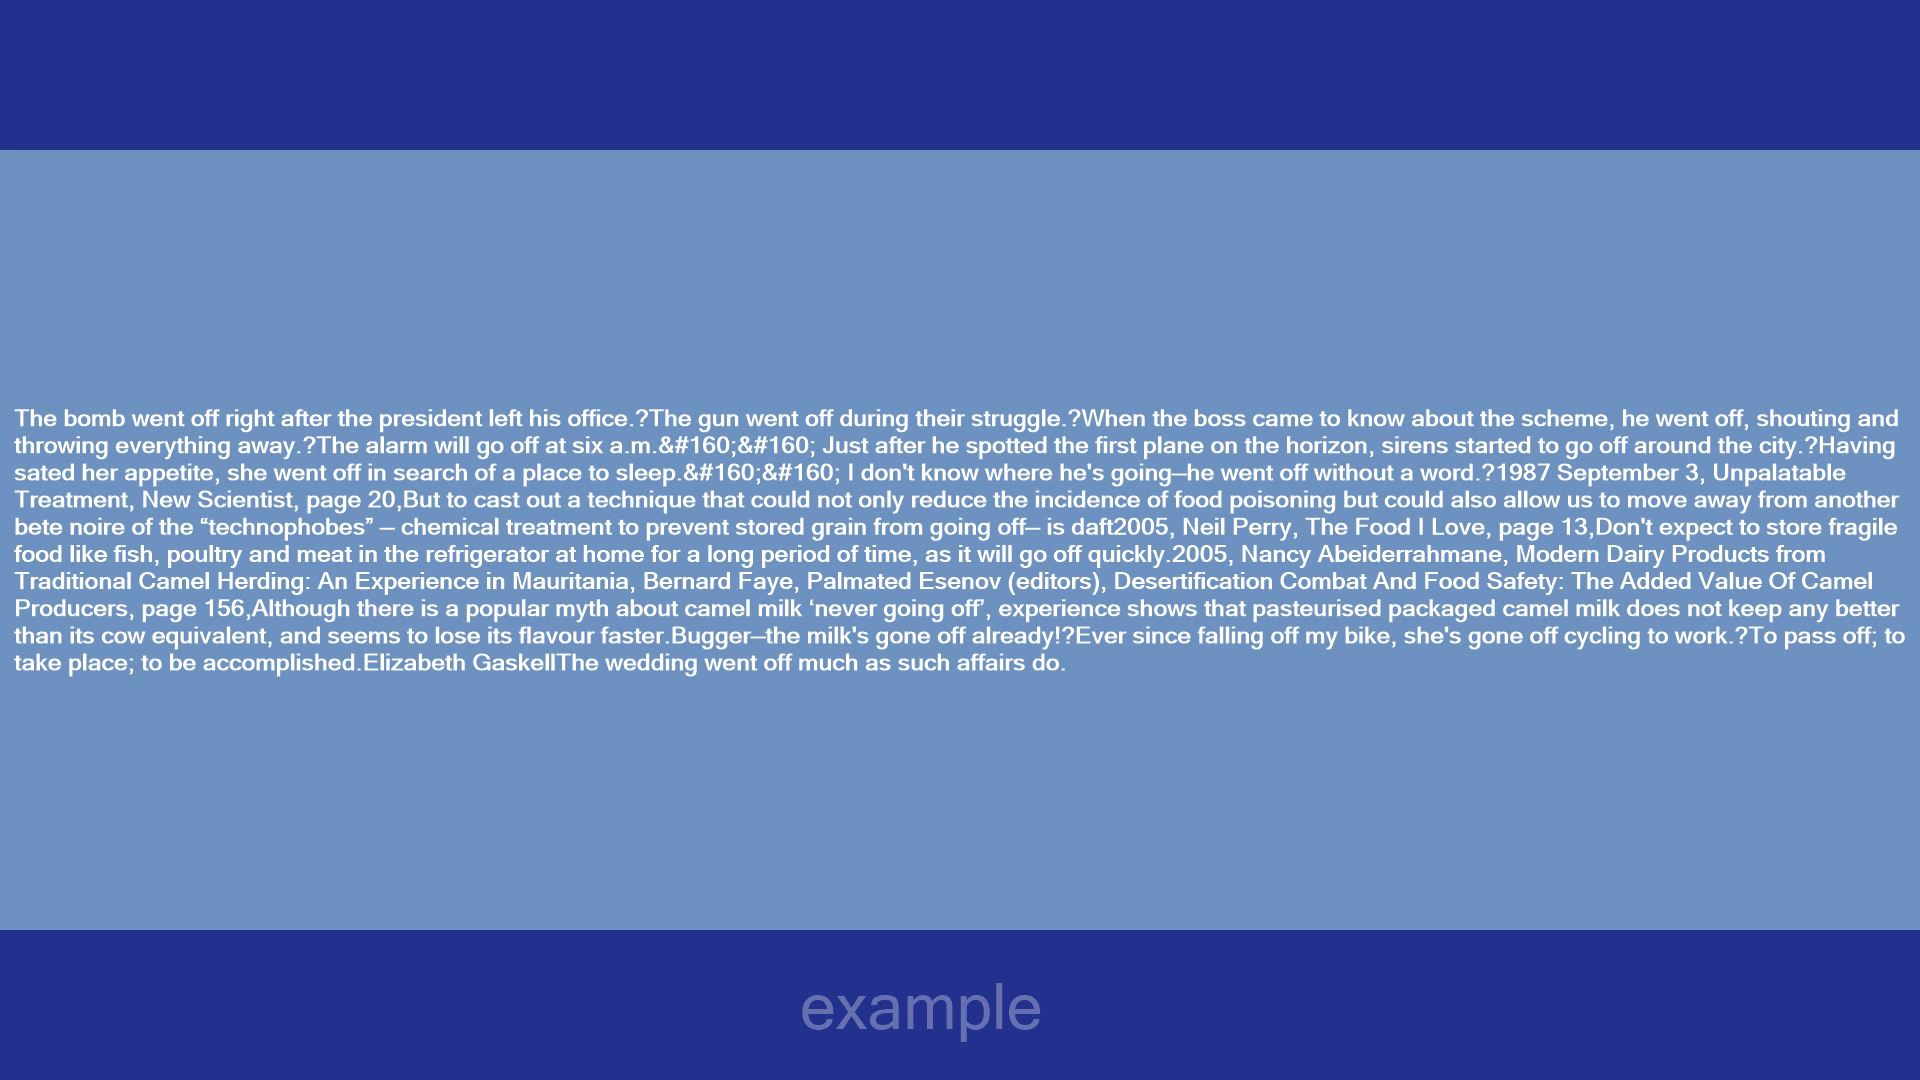 The bomb went off right after the president left his office.?The gun went off during their struggle.?When the boss came to know about the scheme, he went off, shouting and
throwing everything away.?The alarm will go off at six a.m.&#160;&#160; Just after he spotted the first plane on the horizon, sirens started to go off around the city.?Having
sated her appetite, she went off in search of a place to sleep.&#160;&#160; I don't know where he's going—he went off without a word.?1987 September 3, Unpalatable
Treatment, New Scientist, page 20,But to cast out a technique that could not only reduce the incidence of food poisoning but could also allow us to move away from another
bete noire of the “technophobes” – chemical treatment to prevent stored grain from going off– is daft2005, Neil Perry, The Food I Love, page 13,Don't expect to store fragile
food like fish, poultry and meat in the refrigerator at home for a long period of time, as it will go off quickly.2005, Nancy Abeiderrahmane, Modern Dairy Products from
Traditional Camel Herding: An Experience in Mauritania, Bernard Faye, Palmated Esenov (editors), Desertification Combat And Food Safety: The Added Value Of Camel
Producers, page 156,Although there is a popular myth about camel milk ‘never going off’, experience shows that pasteurised packaged camel milk does not keep any better
than its cow equivalent, and seems to lose its flavour faster.Bugger—the milk's gone off already!?Ever since falling off my bike, she's gone off cycling to work.?To pass off; to
take place; to be accomplished.Elizabeth GaskellThe wedding went off much as such affairs do.
example